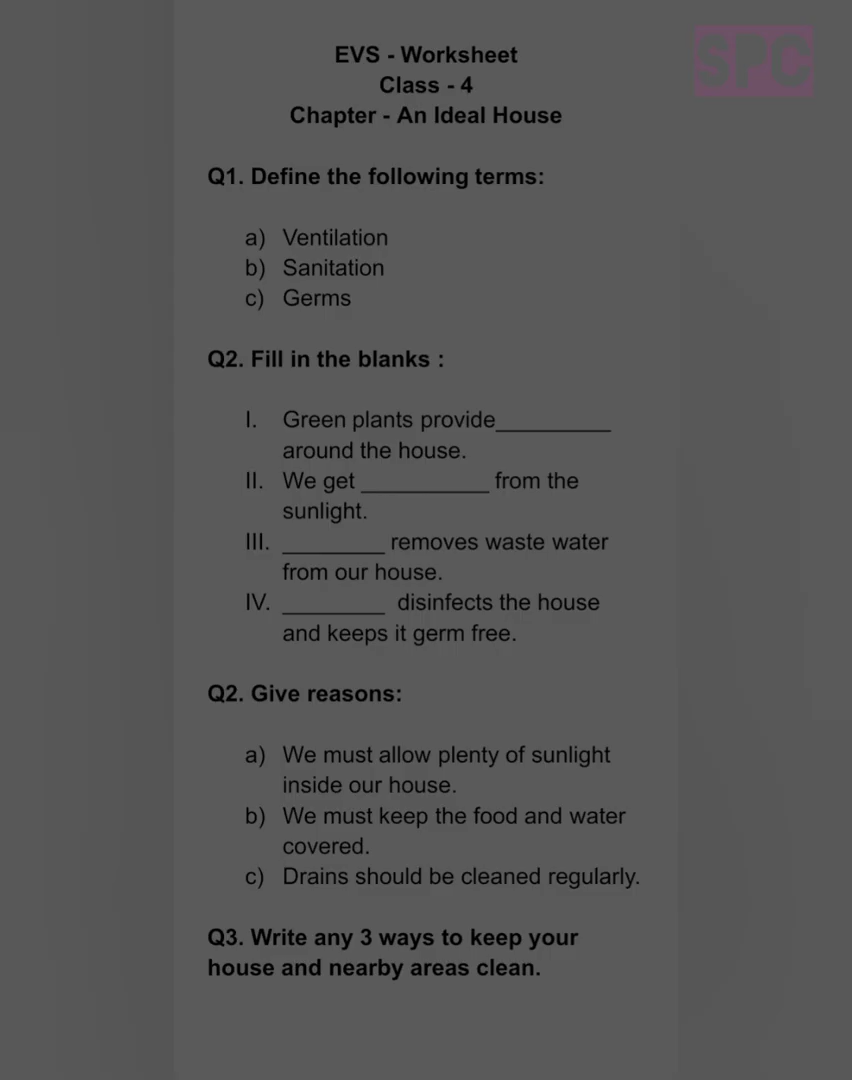 SPC
EVS - Worksheet
Class - 4
Chapter - An Ideal House
Q1. Define the following terms:
a) Ventilation
b) Sanitation
c) Germs
Q2. Fill in the blanks :
I. Green plants provide__________
around the house.
II. We get ___________ from the
sunlight.
III. _________ removes waste water
from our house.
IV. _________ disinfects the house
and keeps it germ free.
Q2. Give reasons:
a) We must allow plenty of sunlight
inside our house.
b) We must keep the food and water
covered.
c) Drains should be cleaned regularly.
Q3. Write any 3 ways to keep your
house and nearby areas clean.